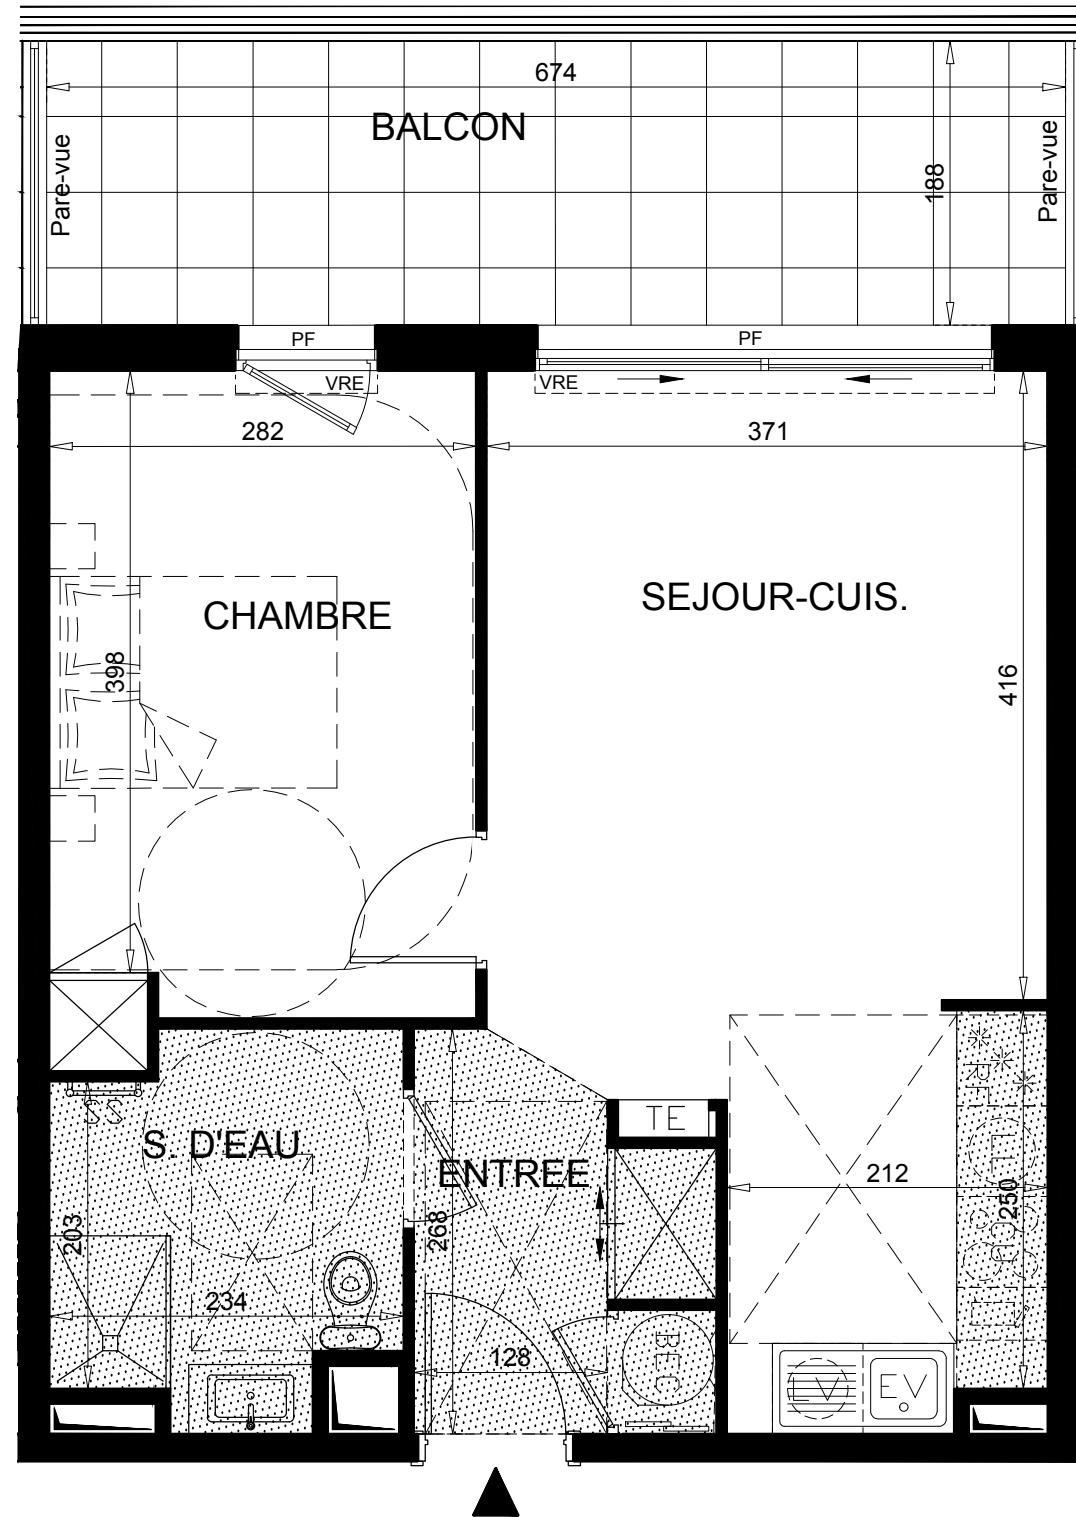 674
BALCON
Pare-vue
188
Pare-vue
PF
PF
VRE
VRE
282
371
CHAMBRE
SEJOUR-CUIS.
398
416
TE
RF
S. D'EAU
ENTREE
212
250
203
268
234
128
BEC
LV
EV